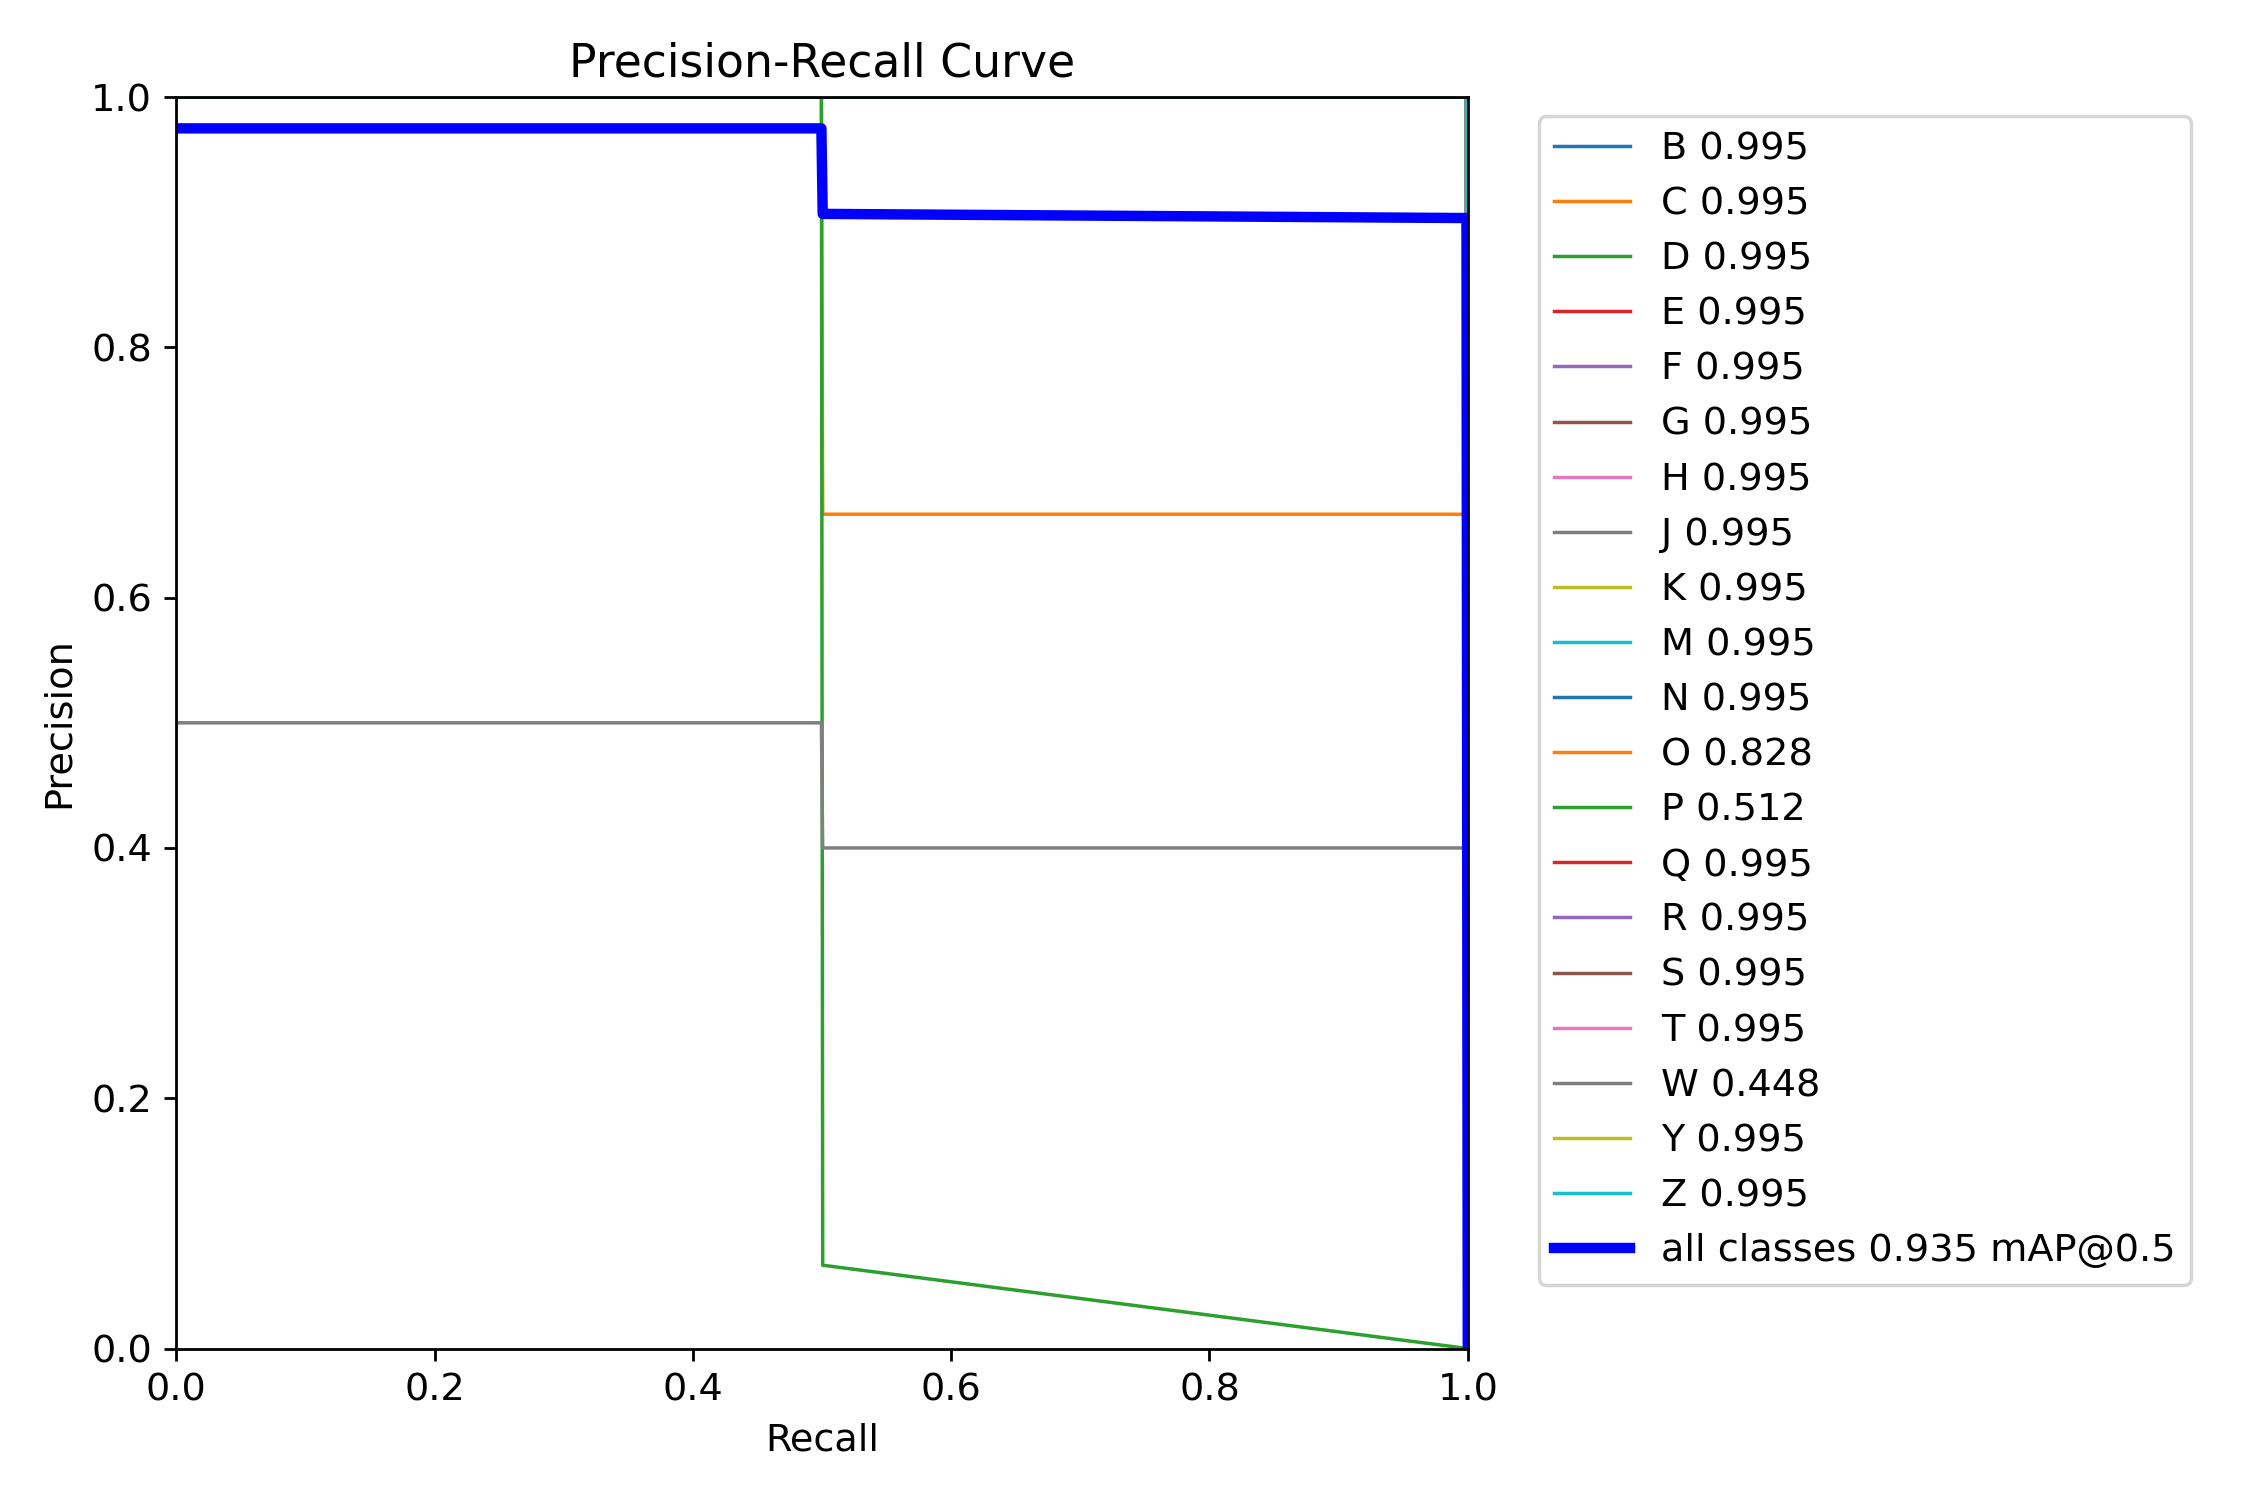 Precision-Recall Curve
1.0
0.8
0.6
0.4
0.2
0.0
Precision
0.0 0.2 0.4 0.6 0.8 1.0
Recall
B 0.995
C 0.995
D 0.995
E 0.995
F 0.995
G 0.995
H 0.995
J 0.995
K 0.995
M 0.995
N 0.995
O 0.828
P 0.512
Q 0.995
R 0.995
S 0.995
T 0.995
W 0.448
Y 0.995
Z 0.995
all classes 0.935 mAP@0.5